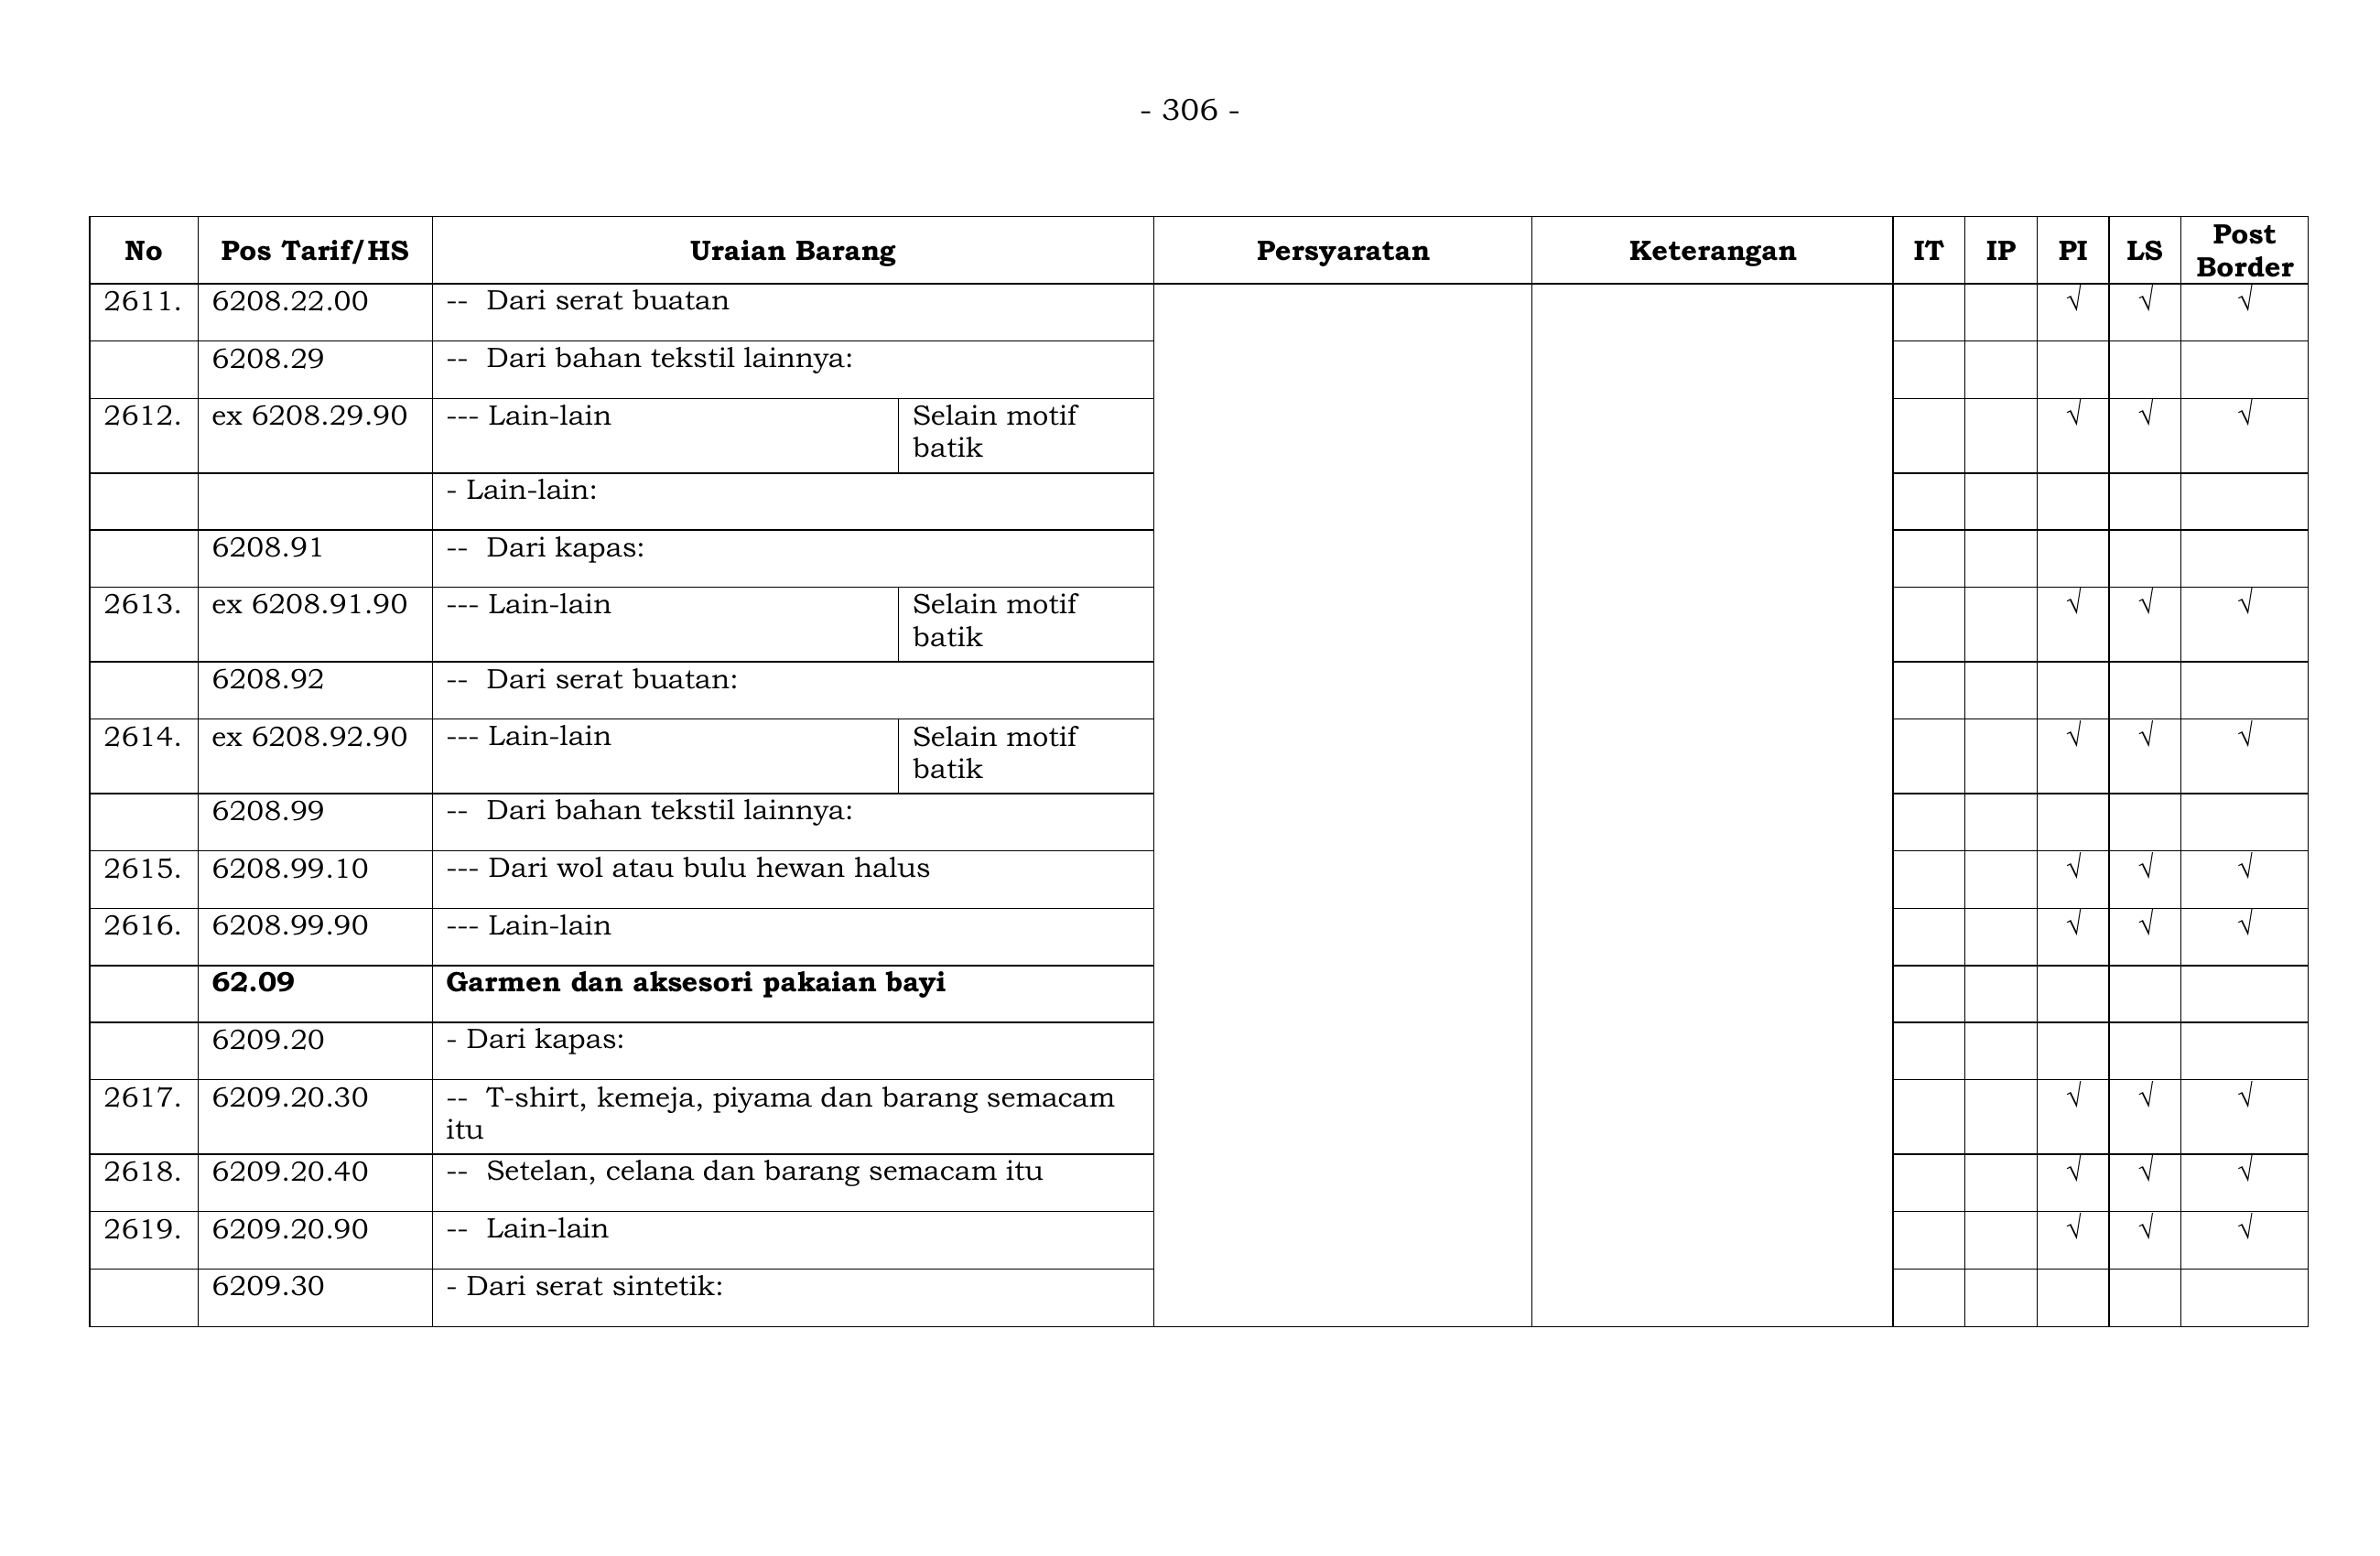 - 306 -
No Pos Tarif/HS Uraian Barang Persyaratan Keterangan IT IP PI LS Post Border
2611. 6208.22.00 -- Dari serat buatan √ √ √
6208.29 -- Dari bahan tekstil lainnya:
2612. ex 6208.29.90 --- Lain-lain Selain motif √ √ √
batik
- Lain-lain:
6208.91 -- Dari kapas:
2613. ex 6208.91.90 --- Lain-lain Selain motif √ √ √
batik
6208.92 -- Dari serat buatan:
2614. ex 6208.92.90 --- Lain-lain Selain motif √ √ √
batik
6208.99 -- Dari bahan tekstil lainnya:
2615. 6208.99.10 --- Dari wol atau bulu hewan halus √ √ √
2616. 6208.99.90 --- Lain-lain √ √ √
62.09 Garmen dan aksesori pakaian bayi
6209.20 - Dari kapas:
2617. 6209.20.30 -- T-shirt, kemeja, piyama dan barang semacam √ √ √
itu
2618. 6209.20.40 -- Setelan, celana dan barang semacam itu √ √ √
2619. 6209.20.90 -- Lain-lain √ √ √
6209.30 - Dari serat sintetik: